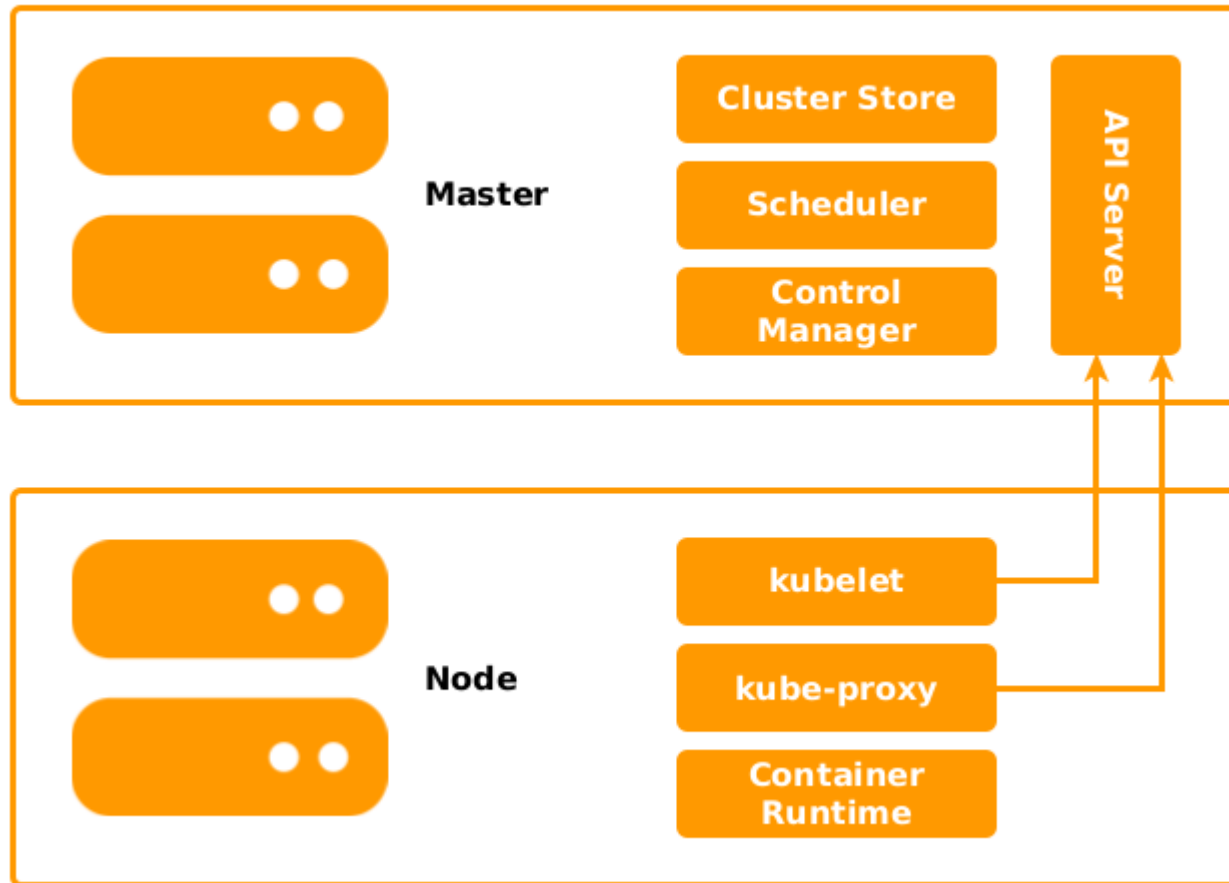 Master
Cluster Store
Scheduler
Control
Manager
API Server
Node
kubelet
kube-proxy
Container
Runtime